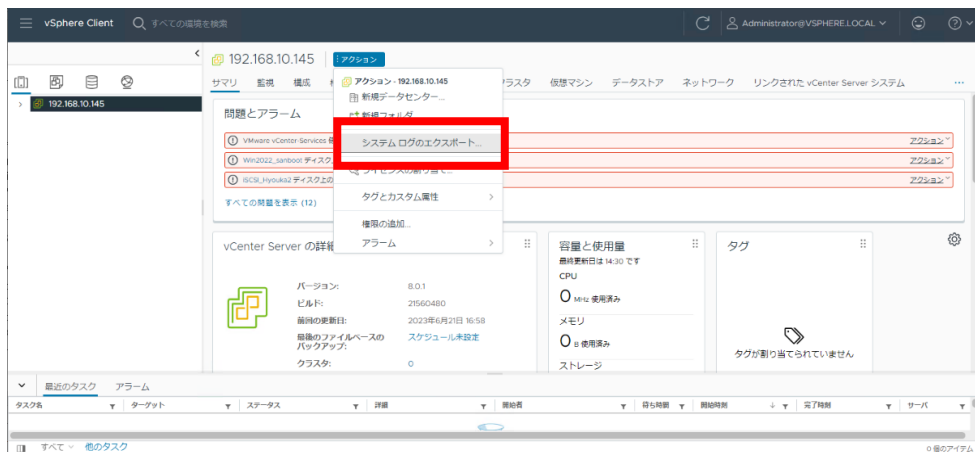 vSphere Client すべての環境を検索 Administrator@VSPHERE.LOCAL
192.168.10.145 アクション
サマリ 監視 構成 ラスタ 仮想マシン データストア ネットワーク リンクされた vCenter Server システム
192.168.10.145
アクション - 192.168.10.145
新規データセンター...
新規フォルダ
システム ログのエクスポート...
ライセンスの割り当て...
タグとカスタム属性
権限の追加...
アラーム
問題とアラーム
VMware vCenter-Services アクション
Win2022_sanboot ディスク上 アクション
iSCSI_Hyouka2 ディスク上の アクション
すべての問題を表示 (12)
vCenter Server の詳細
バージョン: 8.0.1
ビルド: 21560480
前回の更新日: 2023年6月21日 16:58
最後のファイルベースの
バックアップ: スケジュール未設定
クラスタ: 0
容量と使用量
最終更新日は 14:30 です
CPU
0 MHz 使用済み
メモリ
0 B 使用済み
ストレージ
タグ
タグが割り当てられていません
最近のタスク アラーム
タスク名 ターゲット ステータス 詳細 開始者 待ち時間 開始時刻 完了時刻 サーバ
すべて 他のタスク 0 個のアイテム